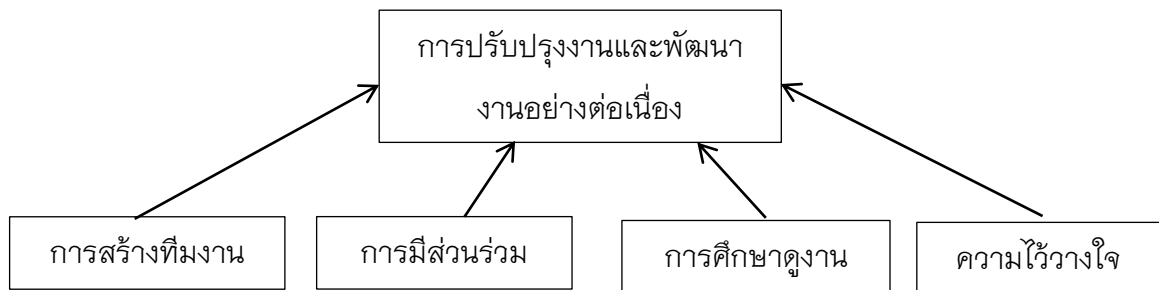 การปรับปรุงงานและพัฒนา
งานอย่างต่อเนื่อง
การสร้างทีมงาน
การมีส่วนร่วม
การศึกษาดูงาน
ความไว้วางใจ